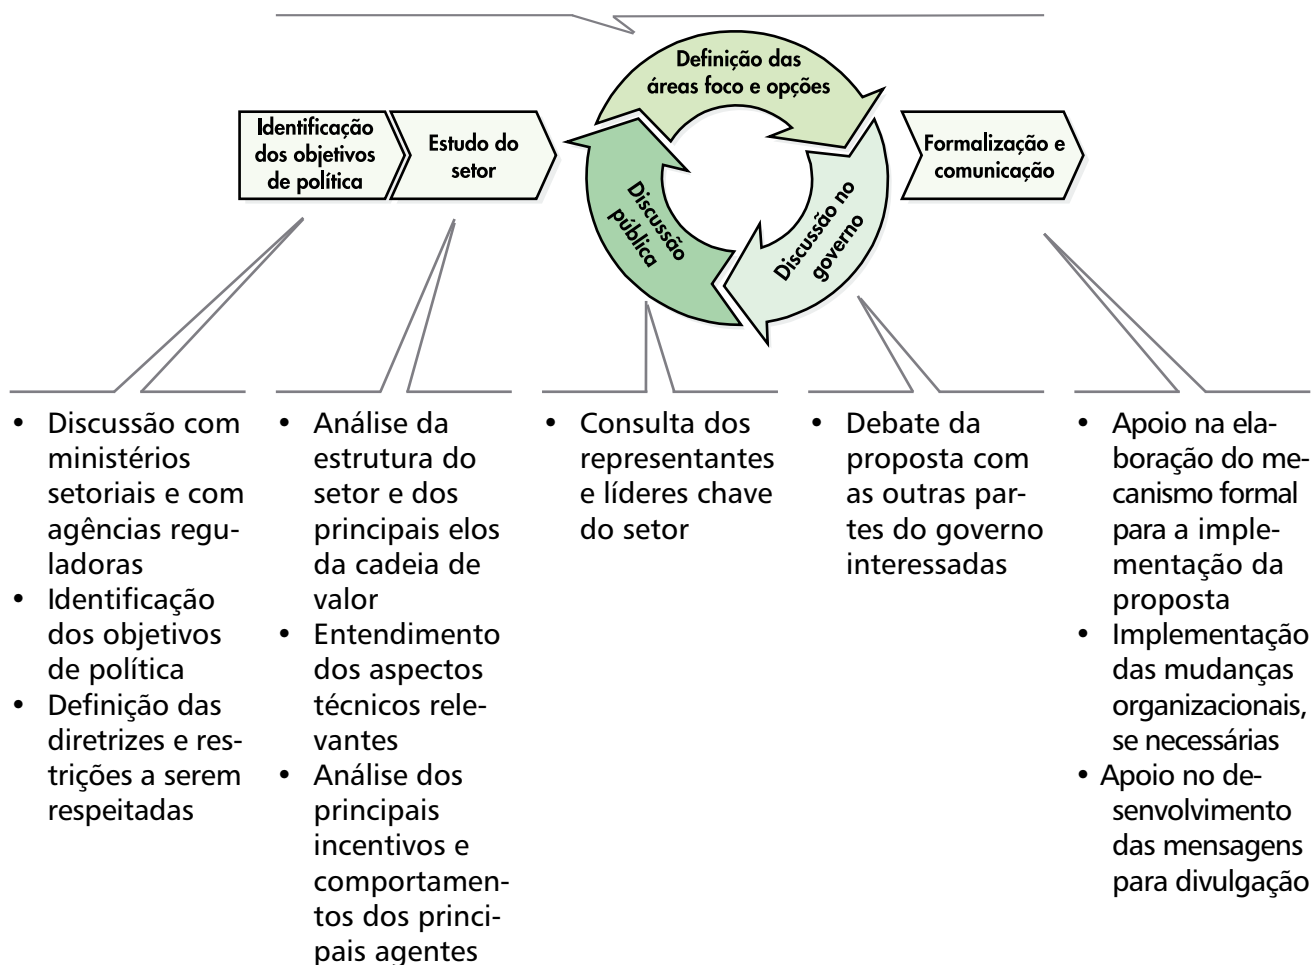 Definição das
áreas foco e opções
Identificação
dos objetivos
de política
Estudo do
setor
Discussão
pública
Discussão no
governo
Formalização e
comunicação
• Discussão com
ministérios
setoriais e com
agências regu-
ladoras
• Identificação
dos objetivos
de política
• Definição das
diretrizes e res-
trições a serem
respeitadas
• Análise da
estrutura do
setor e dos
principais elos
da cadeia de
valor
• Entendimento
dos aspectos
técnicos rele-
vantes
• Análise dos
principais
incentivos e
comportamen-
tos dos princi-
pais agentes
• Consulta dos
representantes
e líderes chave
do setor
• Debate da
proposta com
as outras par-
tes do governo
interessadas
• Apoio na ela-
boração do me-
canismo formal
para a imple-
mentação da
proposta
• Implementação
das mudanças
organizacionais,
se necessárias
• Apoio no de-
senvolvimento
das mensagens
para divulgação